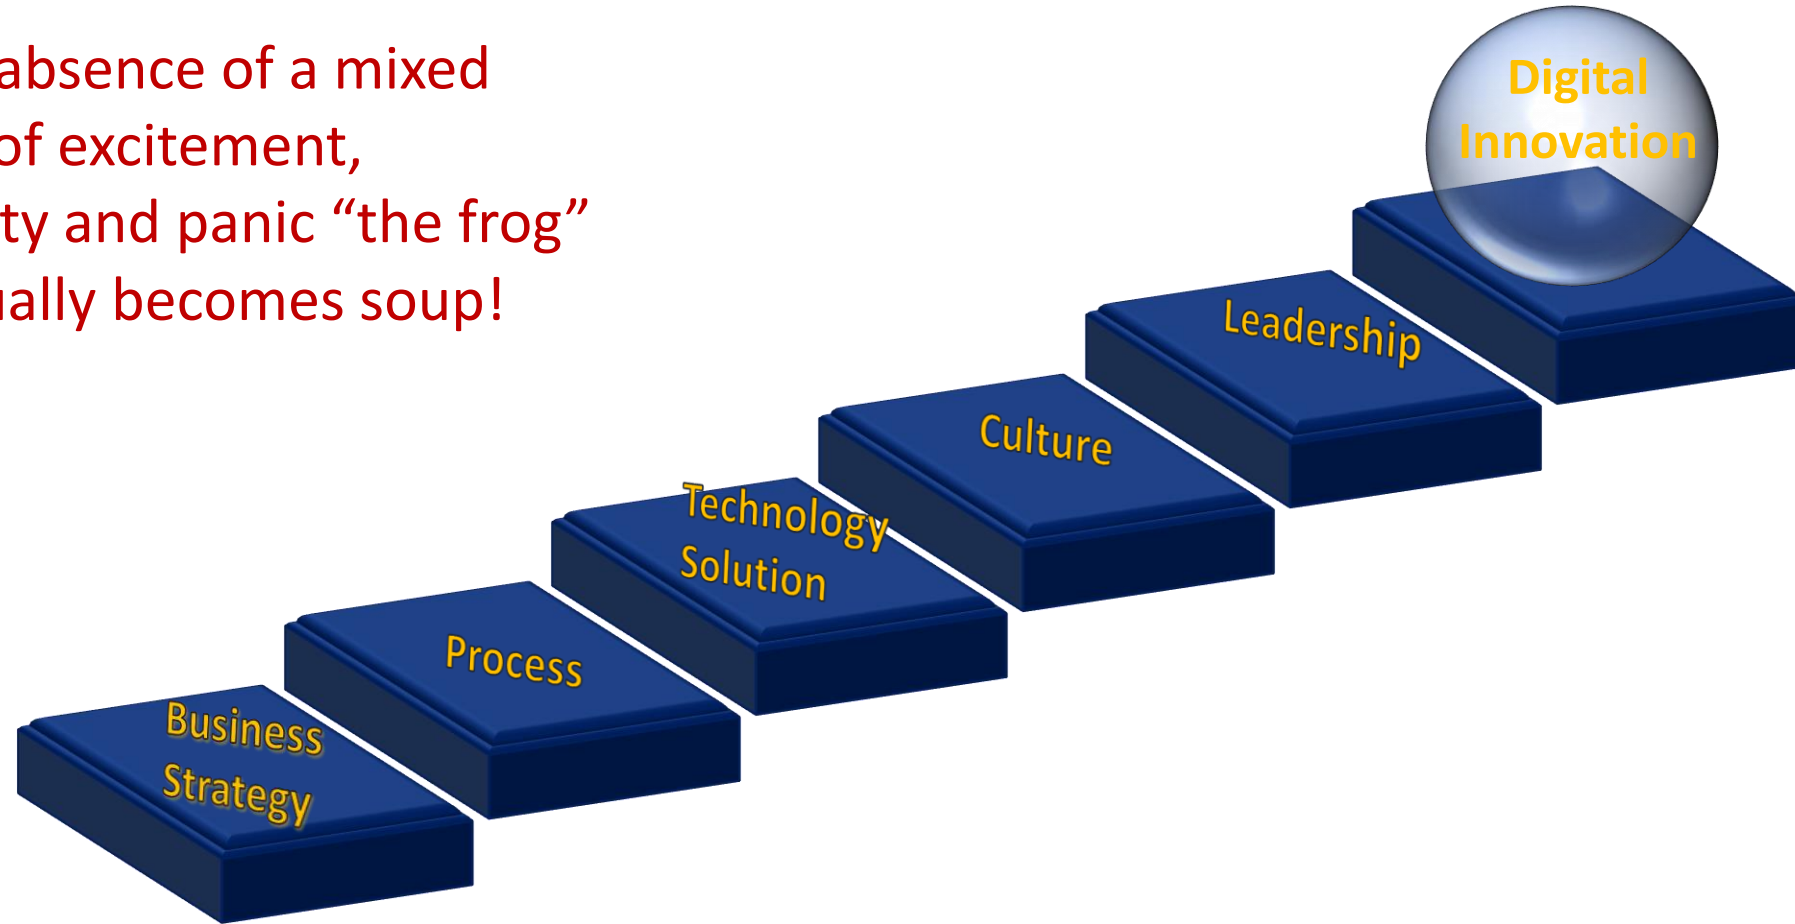 absence of a mixed
of excitement,
ty and panic “the frog”
ually becomes soup!
Digital
Innovation
Leadership
Culture
Technology
Solution
Process
Business
Strategy